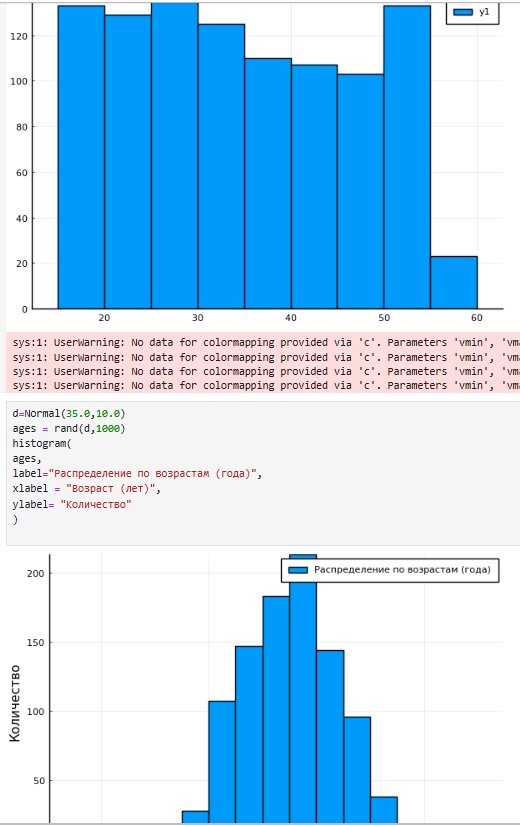 y1
120
100
80
60
40
20
0
20 30 40 50 60
sys:1: UserWarning: No data for colormapping provided via 'c'. Parameters 'vmin', 'vm
sys:1: UserWarning: No data for colormapping provided via 'c'. Parameters 'vmin', 'vm
sys:1: UserWarning: No data for colormapping provided via 'c'. Parameters 'vmin', 'vm
sys:1: UserWarning: No data for colormapping provided via 'c'. Parameters 'vmin', 'vm
d=Normal(35.0,10.0)
ages = rand(d,1000)
histogram(
ages,
label="Распределение по возрастам (года)",
xlabel = "Возраст (лет)",
ylabel= "Количество"
)
Распределение по возрастам (года)
200
150
100
50
Количество